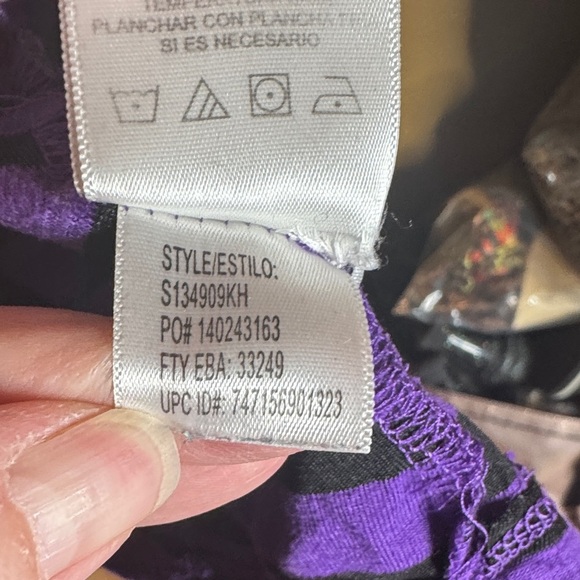 PLANCHAR CON PLANCHA
SI ES NECESARIO
STYLE/ESTILO:
S134909KH
PO# 140243163
FTY EBA: 33249
UPC ID#: 747156901323